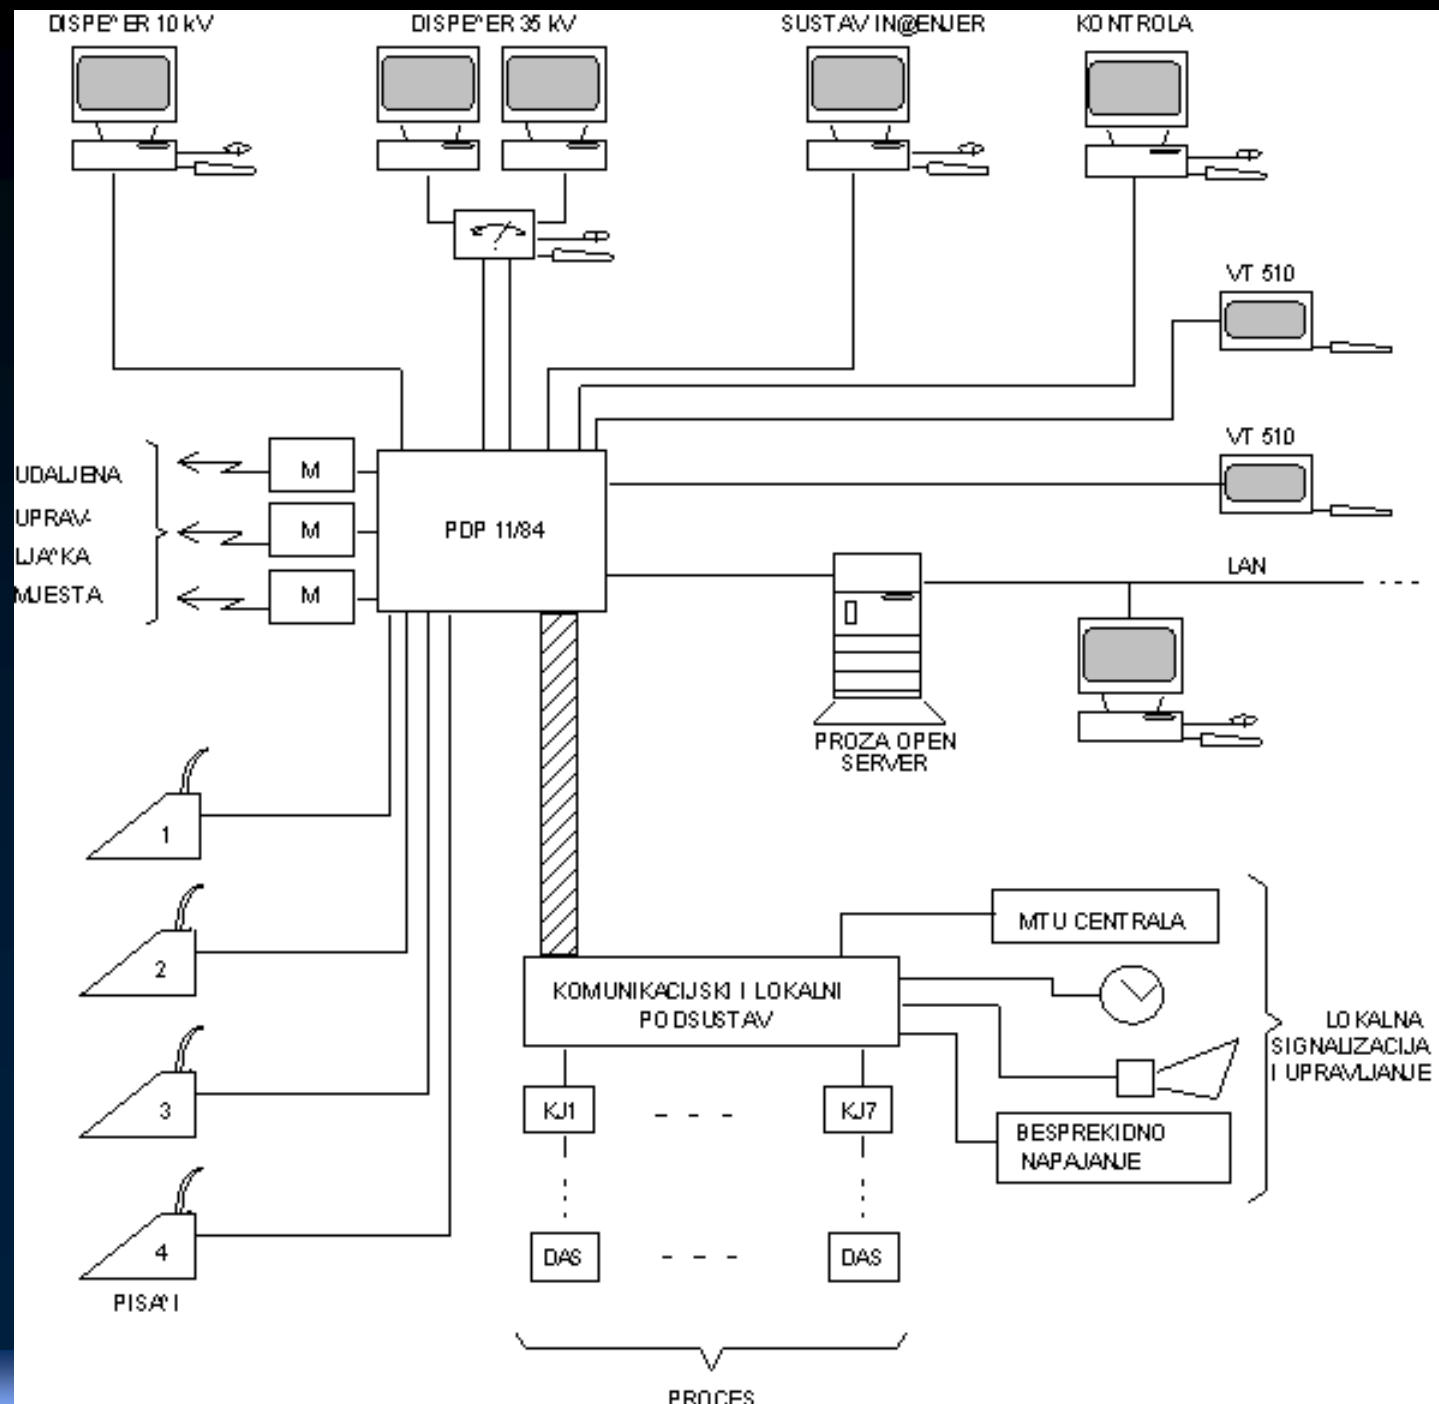 DISPE^ER 10 kV
DISPE^ER 35 kV
SUSTAV IN@ENJER
KONTROLA
VT 510
VT 510
UDALJENA
UPRAV-
LJA^KA
MJESTA
M
M
M
PDP 11/84
LAN
PROZA OPEN
SERVER
1
2
3
4
PISA^I
MTU CENTRALA
KOMUNIKACIJSKI I LOKALNI
PODSUSTAV
LOKALNA
SIGNALIZACIJA
I UPRAVLJANJE
KJ1
KJ7
BESPREKIDNO
NAPAJANJE
DAS
DAS
PROCES